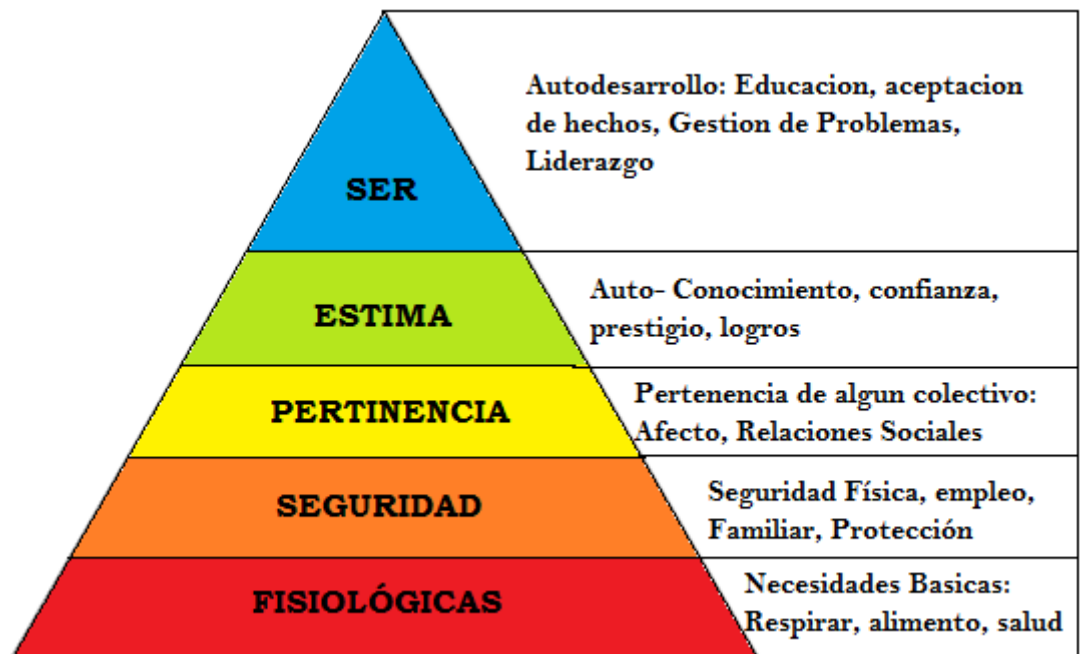 Autodesarrollo: Educacion, aceptacion
de hechos, Gestion de Problemas,
Liderazgo
SER
Auto- Conocimiento, confianza,
prestigio, logros
ESTIMA
Pertenencia de algun colectivo:
Afecto, Relaciones Sociales
PERTINENCIA
Seguridad Física, empleo,
Familiar, Protección
SEGURIDAD
Necesidades Basicas:
Respirar, alimento, salud
FISIOLÓGICAS